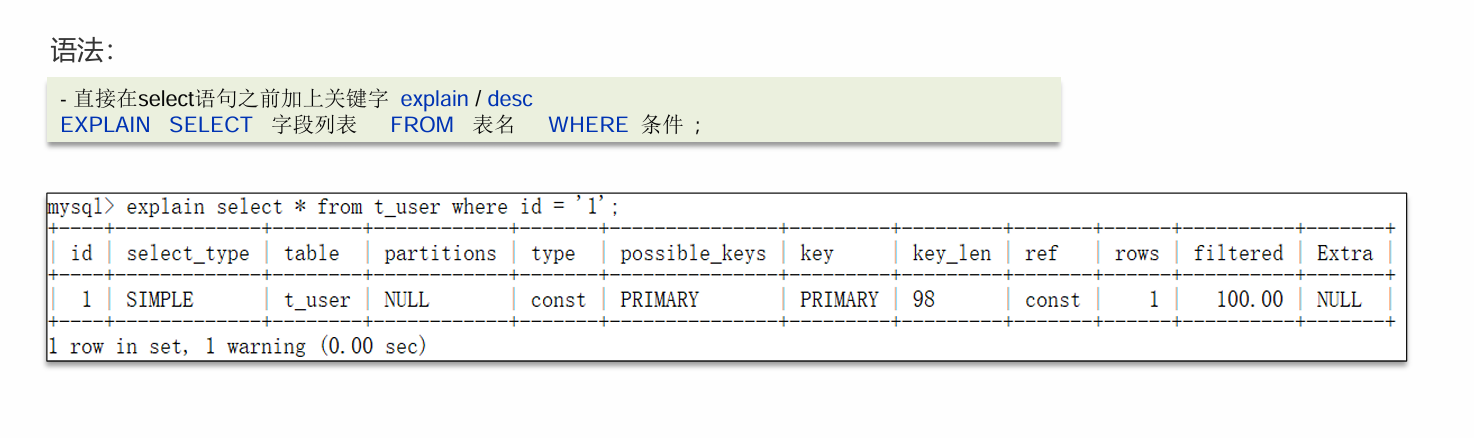 语法：
- 直接在select语句之前加上关键字 explain / desc
EXPLAIN SELECT 字段列表 FROM 表名 WHERE 条件 ;
mysql> explain select * from t_user where id = '1';
+----+-------------+--------+------------+-------+---------------+---------+---------+-------+------+----------+-------+
| id | select_type | table | partitions | type | possible_keys | key | key_len | ref | rows | filtered | Extra |
+----+-------------+--------+------------+-------+---------------+---------+---------+-------+------+----------+-------+
| 1 | SIMPLE | t_user | NULL | const | PRIMARY | PRIMARY | 98 | const | 1 | 100.00 | NULL |
+----+-------------+--------+------------+-------+---------------+---------+---------+-------+------+----------+-------+
1 row in set, 1 warning (0.00 sec)